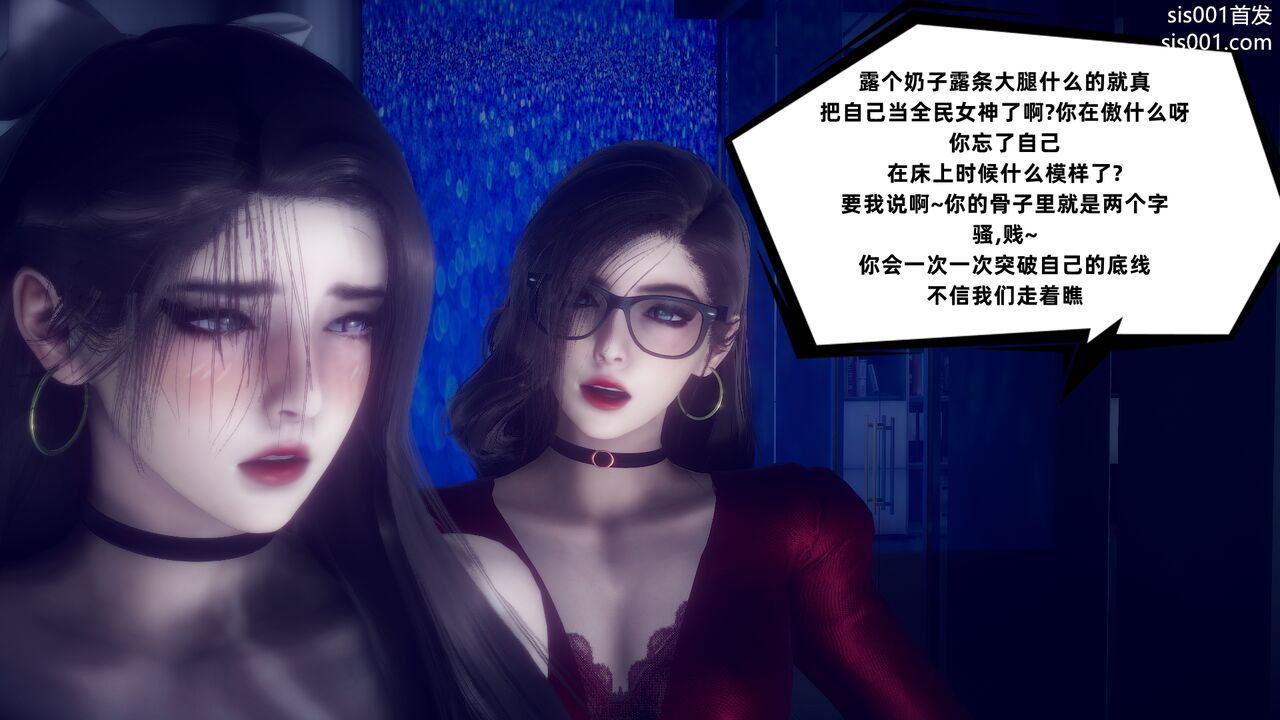 sis001首发
sis001.com
露个奶子露条大腿什么的就真
把自己当全民女神了啊?你在傲什么呀
你忘了自己
在床上时候什么模样了?
要我说啊~你的骨子里就是两个字
骚,贱~
你会一次一次突破自己的底线
不信我们走着瞧